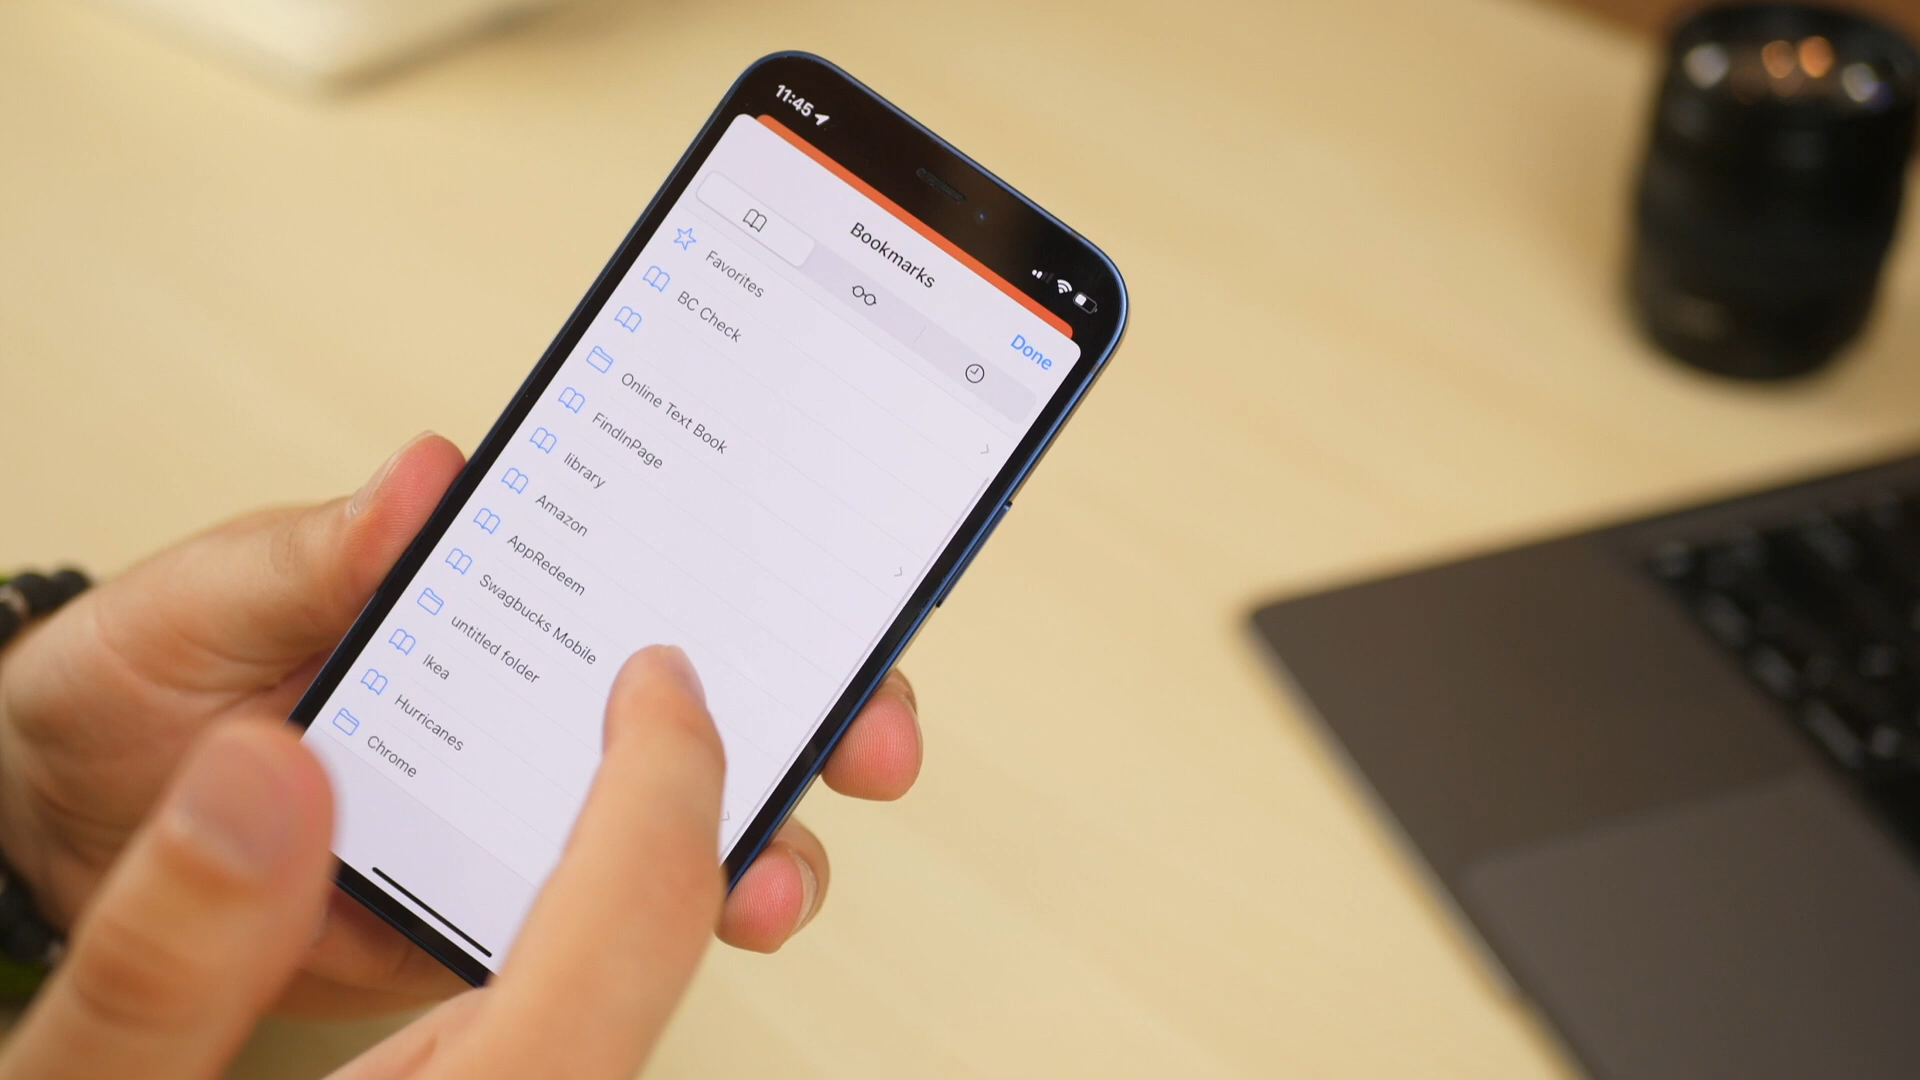 11:45
Bookmarks
Done
Favorites
BC Check
Online Text Book
FindInPage
library
Amazon
AppRedeem
Swagbucks Mobile
untitled folder
Ikea
Hurricanes
Chrome